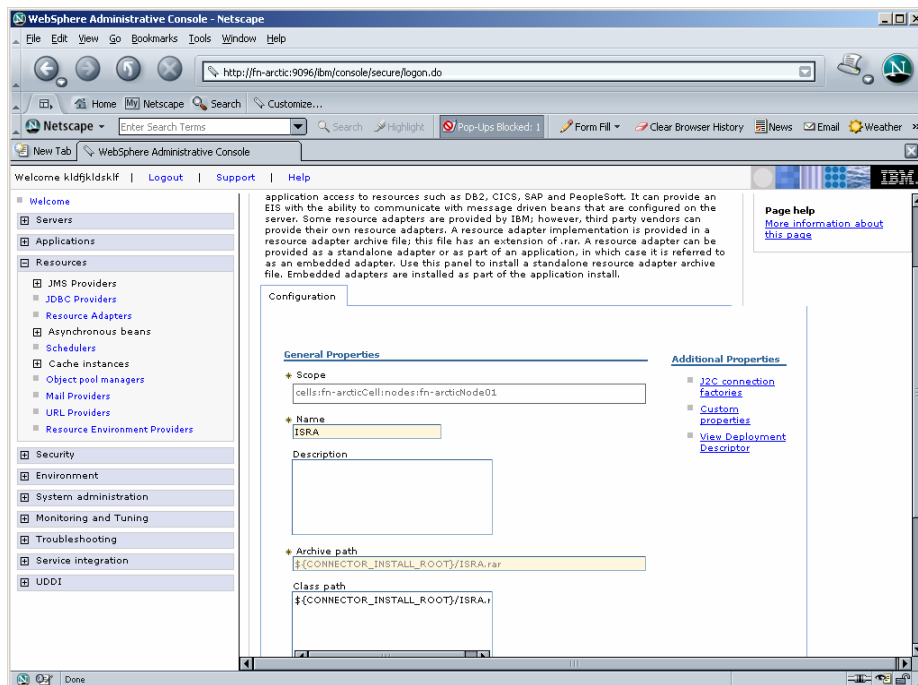 WebSphere Administrative Console - Netscape
File Edit View Go Bookmarks Tools Window Help
http://fn-arctic:9096/ibm/console/secure/logon.do
N
Home My Netscape Search Customize...
Netscape Enter Search Terms Search Highlight Pop-Ups Blocked: 1 Form Fill Clear Browser History News Email Weather »
New Tab WebSphere Administrative Console
Welcome kldfjkldsklf | Logout | Support | Help IBM.
Welcome
Servers
Applications
Resources
JMS Providers
JDBC Providers
Resource Adapters
Asynchronous beans
Schedulers
Cache instances
Object pool managers
Mail Providers
URL Providers
Resource Environment Providers
Security
Environment
System administration
Monitoring and Tuning
Troubleshooting
Service integration
UDDI
application access to resources such as DB2, CICS, SAP and PeopleSoft. It can provide an
EIS with the ability to communicate with message driven beans that are configured on the
server. Some resource adapters are provided by IBM; however, third party vendors can
provide their own resource adapters. A resource adapter implementation is provided in a
resource adapter archive file; this file has an extension of .rar. A resource adapter can be
provided as a standalone adapter or as part of an application, in which case it is referred to
as an embedded adapter. Use this panel to install a standalone resource adapter archive
file. Embedded adapters are installed as part of the application install.
Configuration
General Properties
* Scope
cells:fn-arcticCell:nodes:fn-arcticNode01
* Name
ISRA
Description
* Archive path
${CONNECTOR_INSTALL_ROOT}/ISRA.rar
Class path
${CONNECTOR_INSTALL_ROOT}/ISRA.r
Additional Properties
J2C connection
factories
Custom
properties
View Deployment
Descriptor
Page help
More information about
this page
Done